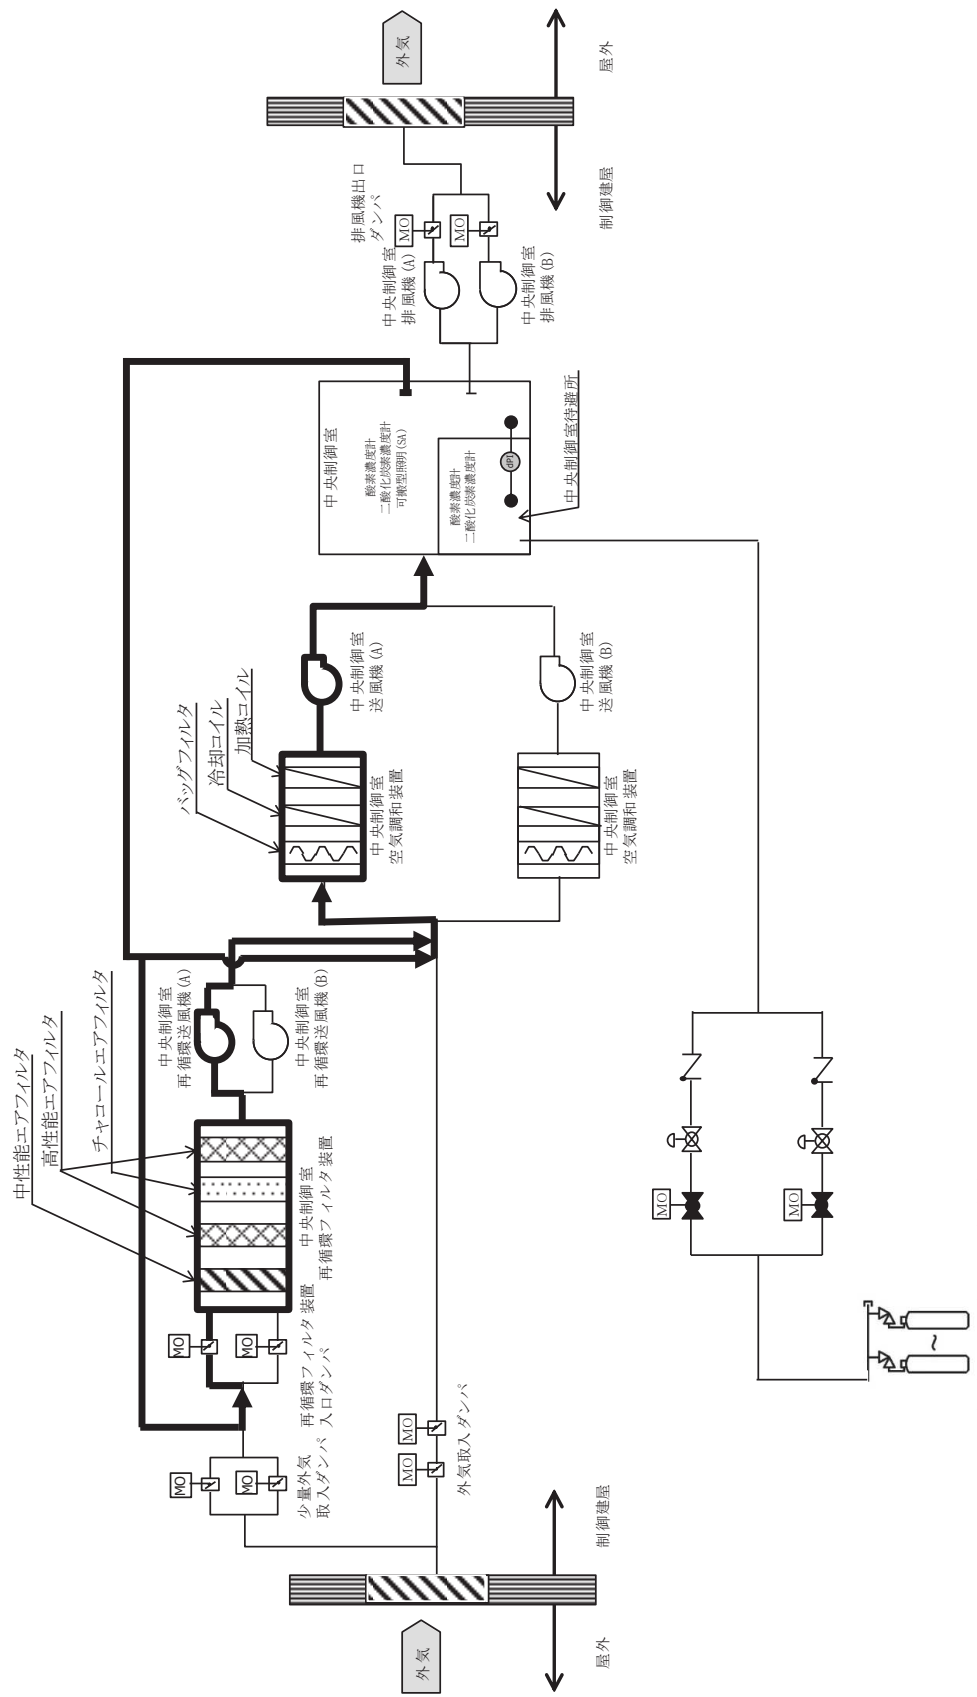 外気
屋外
制御建屋
少量外気
取入ダンパ
MO
MO
外気取入ダンパ
MO
MO
再循環フィルタ装置
入口ダンパ
MO
MO
中性能エアフィルタ
高性能エアフィルタ
チャコールエアフィルタ
中央制御室
再循環フィルタ装置
中央制御室
再循環送風機(A)
中央制御室
再循環送風機(B)
バッグフィルタ
冷却コイル
加熱コイル
中央制御室
空気調和装置
中央制御室
空気調和装置
中央制御室
送風機(A)
中央制御室
送風機(B)
中央制御室
酸素濃度計
二酸化炭素濃度計
可搬型照明(SA)
酸素濃度計
二酸化炭素濃度計
dPI
中央制御室待避所
中央制御室
排風機(A)
中央制御室
排風機(B)
排風機出口
ダンパ
MO
MO
外気
制御建屋
屋外
MO
MO
~